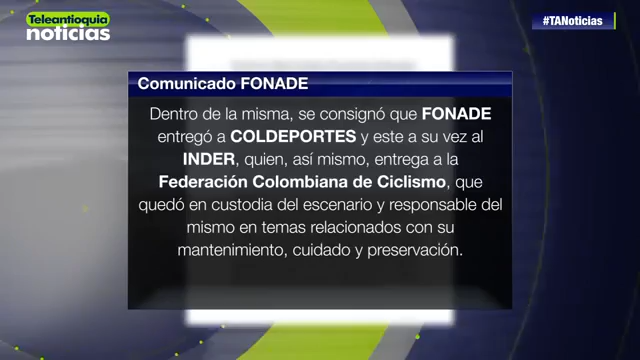 Teleantioquia
noticias
#TANoticias
Comunicado FONADE
Dentro de la misma, se consignó que FONADE
entregó a COLDEPORTES y este a su vez al
INDER, quien, así mismo, entrega a la
Federación Colombiana de Ciclismo, que
quedó en custodia del escenario y responsable del
mismo en temas relacionados con su
mantenimiento, cuidado y preservación.